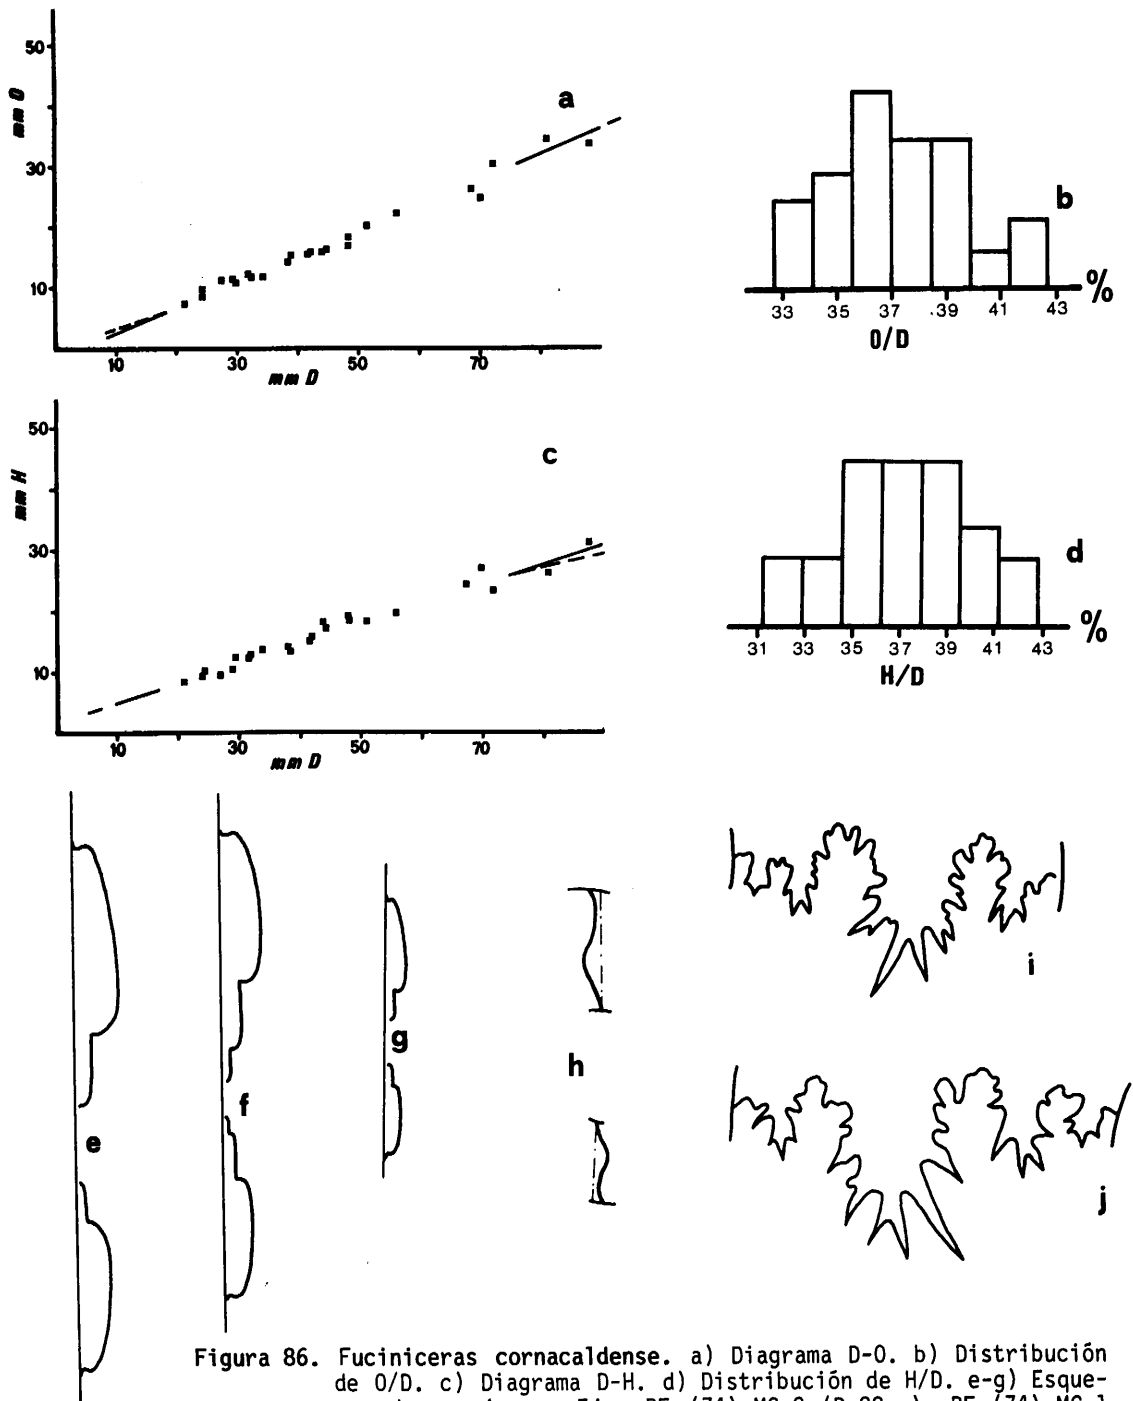 50
mm O
a
30
10
10 30 50 70
mm D
b
%
33 35 37 39 41 43
O/D
50
mm H
c
30
10
10 30 50 70
mm D
d
%
31 33 35 37 39 41 43
H/D
e
f
g
h
i
j
Figura 86. Fuciniceras cornacaldense. a) Diagrama D-O. b) Distribución
de O/D. c) Diagrama D-H. d) Distribución de H/D. e-g) Esque-